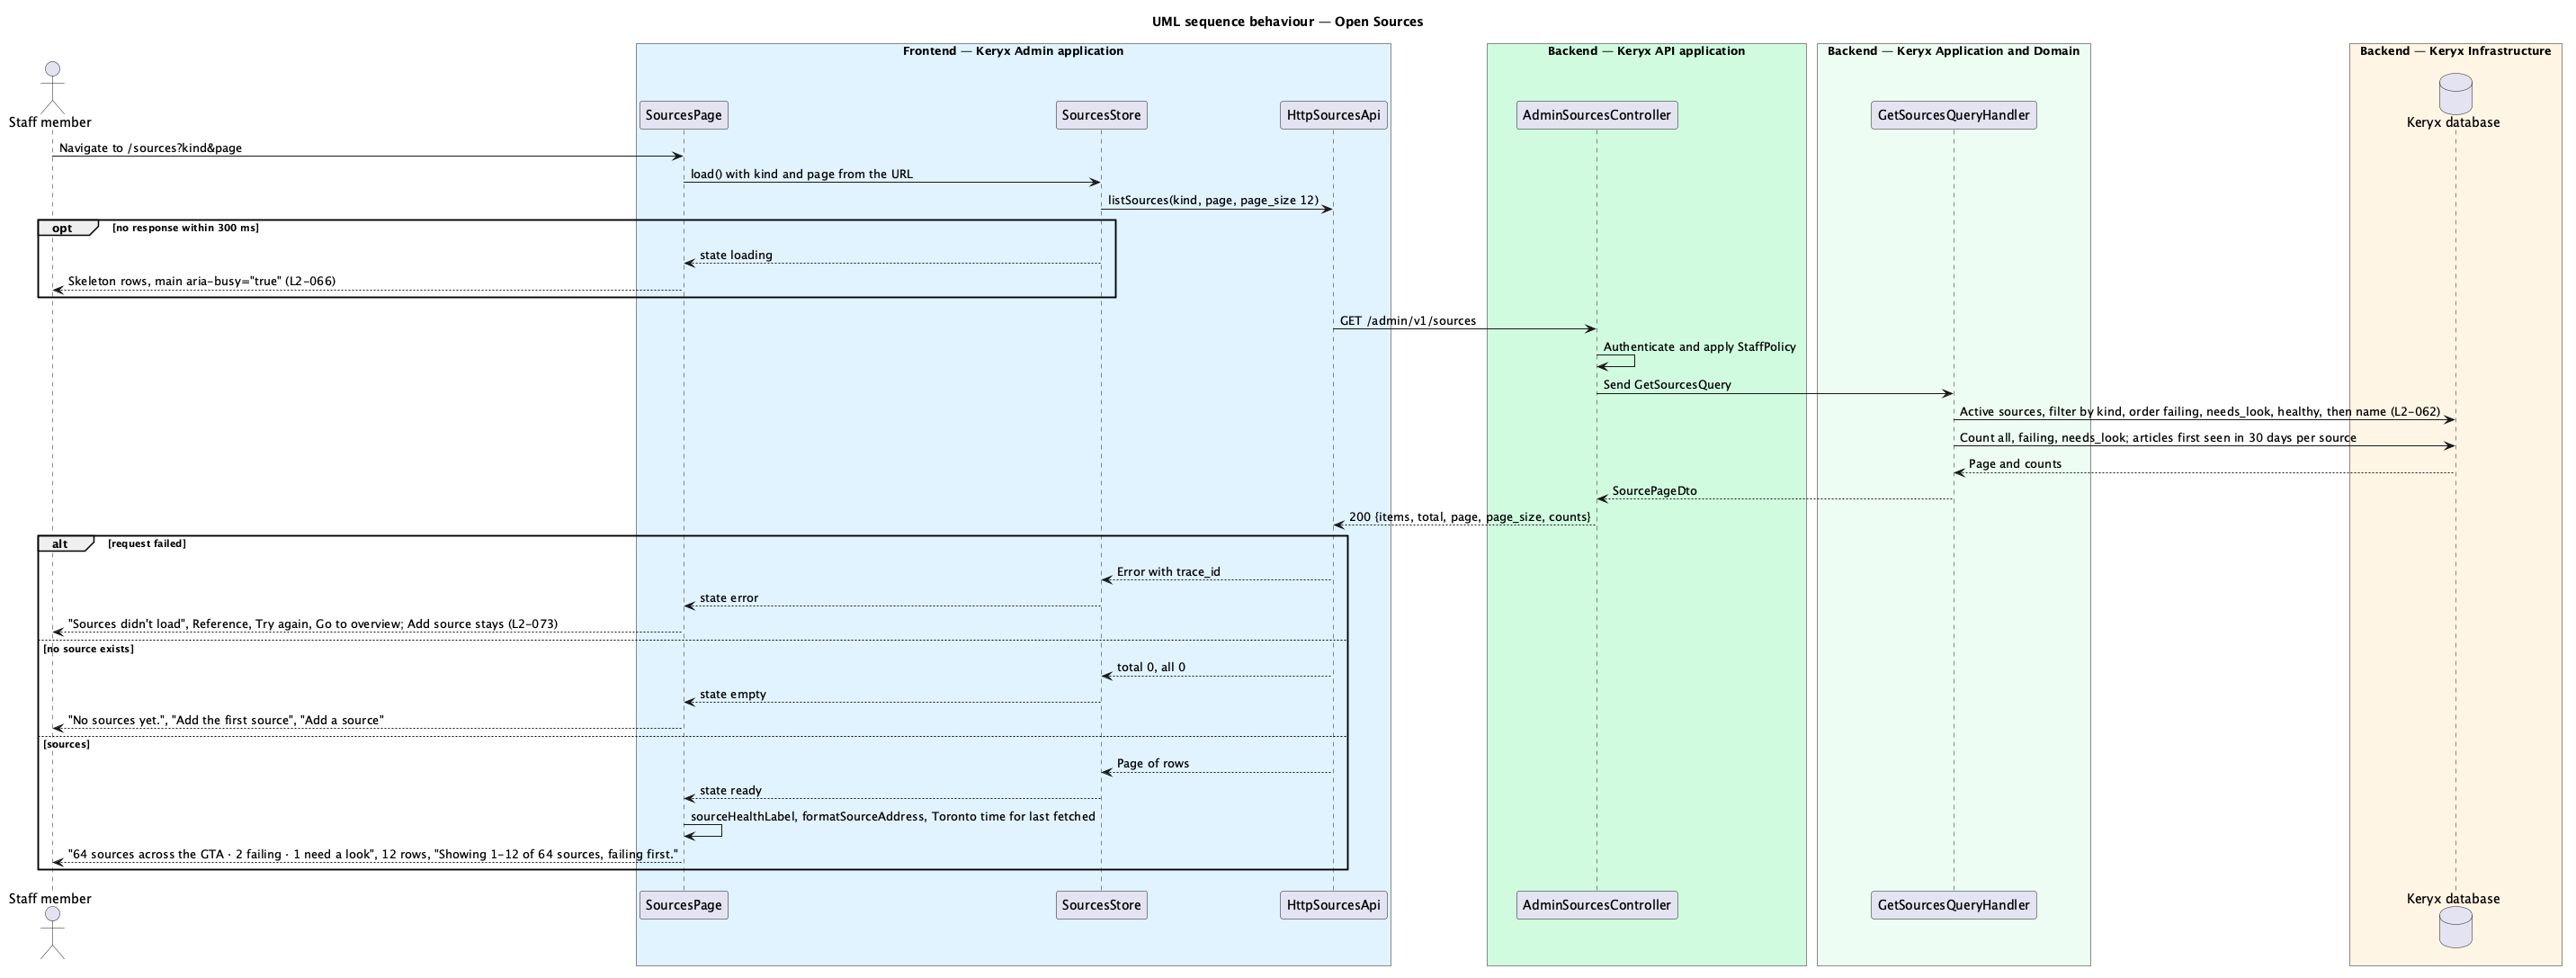 UML sequence behaviour — Open Sources
Frontend — Keryx Admin application
Backend — Keryx API application
Backend — Keryx Application and Domain
Backend — Keryx Infrastructure
Staff member
SourcesPage
SourcesStore
HttpSourcesApi
AdminSourcesController
GetSourcesQueryHandler
Keryx database
Navigate to /sources?kind&page
load() with kind and page from the URL
listSources(kind, page, page_size 12)
opt
[no response within 300 ms]
state loading
Skeleton rows, main aria-busy="true" (L2-066)
GET /admin/v1/sources
Authenticate and apply StaffPolicy
Send GetSourcesQuery
Active sources, filter by kind, order failing, needs_look, healthy, then name (L2-062)
Count all, failing, needs_look; articles first seen in 30 days per source
Page and counts
SourcePageDto
200 {items, total, page, page_size, counts}
alt
[request failed]
Error with trace_id
state error
"Sources didn't load", Reference, Try again, Go to overview; Add source stays (L2-073)
[no source exists]
total 0, all 0
state empty
"No sources yet.", "Add the first source", "Add a source"
[sources]
Page of rows
state ready
sourceHealthLabel, formatSourceAddress, Toronto time for last fetched
"64 sources across the GTA · 2 failing · 1 need a look", 12 rows, "Showing 1–12 of 64 sources, failing first."
Staff member
SourcesPage
SourcesStore
HttpSourcesApi
AdminSourcesController
GetSourcesQueryHandler
Keryx database